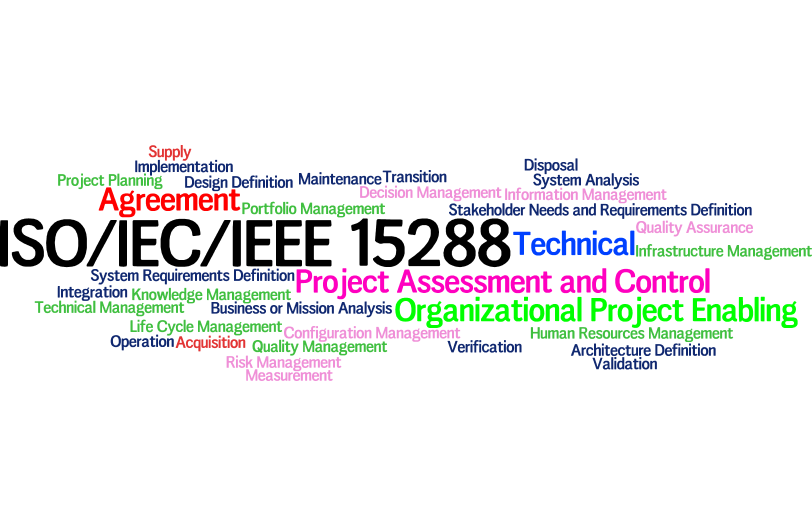 Supply
Implementation
Disposal
Project Planning
Design Definition
Maintenance
Transition
System Analysis
Agreement
Decision Management
Information Management
Portfolio Management
Stakeholder Needs and Requirements Definition
ISO/IEC/IEEE 15288
Quality Assurance
Technical
Infrastructure Management
System Requirements Definition
Project Assessment and Control
Integration
Knowledge Management
Technical Management
Business or Mission Analysis
Organizational Project Enabling
Life Cycle Management
Configuration Management
Human Resources Management
Operation
Acquisition
Quality Management
Verification
Architecture Definition
Risk Management
Validation
Measurement